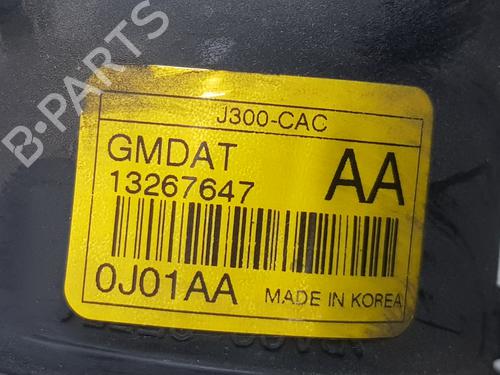 J300-CAC
GMDAT
13267647
AA
0J01AA
MADE IN KOREA
B-PARTS